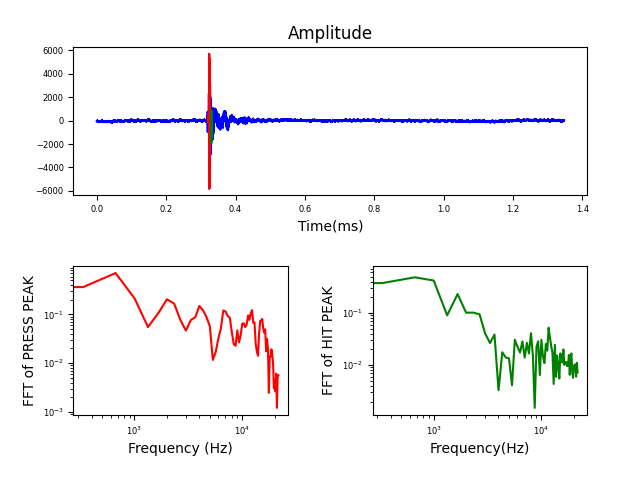 Amplitude
6000
4000
2000
0
−2000
−4000
−6000
0.0 0.2 0.4 0.6 0.8 1.0 1.2 1.4
Time(ms)
FFT of PRESS PEAK
10⁻¹
10⁻²
10⁻³
10³ 10⁴
Frequency (Hz)
FFT of HIT PEAK
10⁻¹
10⁻²
10³ 10⁴
Frequency(Hz)